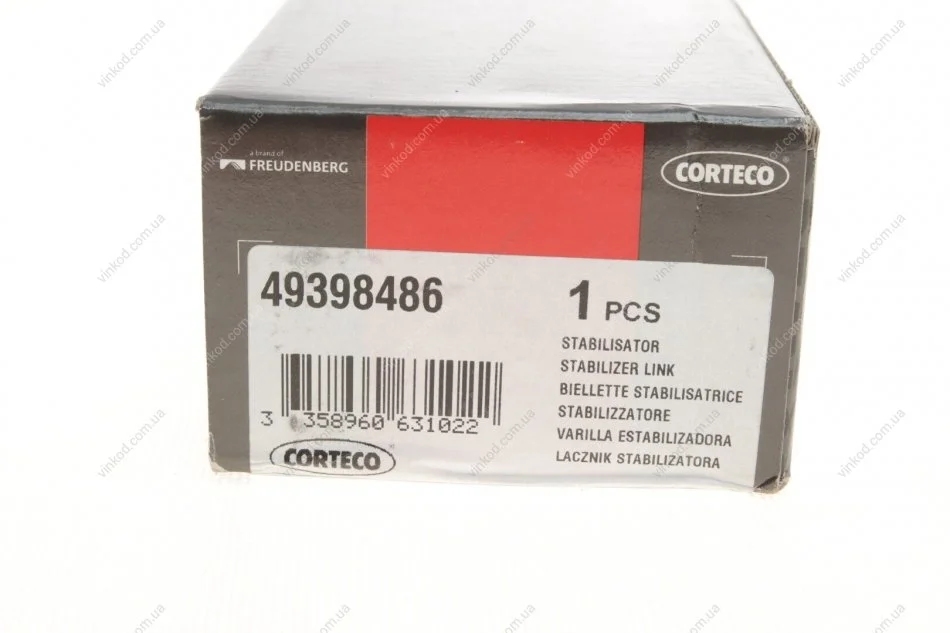 a brand of
FREUDENBERG
CORTECO®
49398486
1 PCS
STABILISATOR
STABILIZER LINK
BIELLETTE STABILISATRICE
STABILIZZATORE
VARILLA ESTABILIZADORA
LACZNIK STABILIZATORA
3 358960 631022
CORTECO
vinkod.com.ua